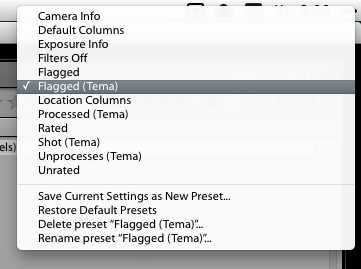 Camera Info
Default Columns
Exposure Info
Filters Off
Flagged
✓ Flagged (Tema)
Location Columns
Processed (Tema)
Rated
Shot (Tema)
Unprocesses (Tema)
Unrated
els)
Save Current Settings as New Preset...
Restore Default Presets
Delete preset “Flagged (Tema)”...
Rename preset “Flagged (Tema)”...